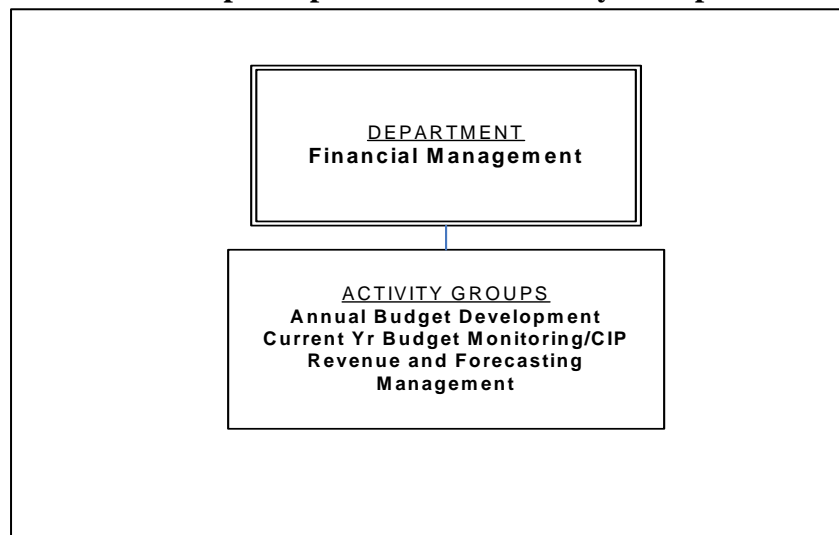 DEPARTMENT
Financial Management
ACTIVITY GROUPS
Annual Budget Development
Current Yr Budget Monitoring/CIP
Revenue and Forecasting
Management